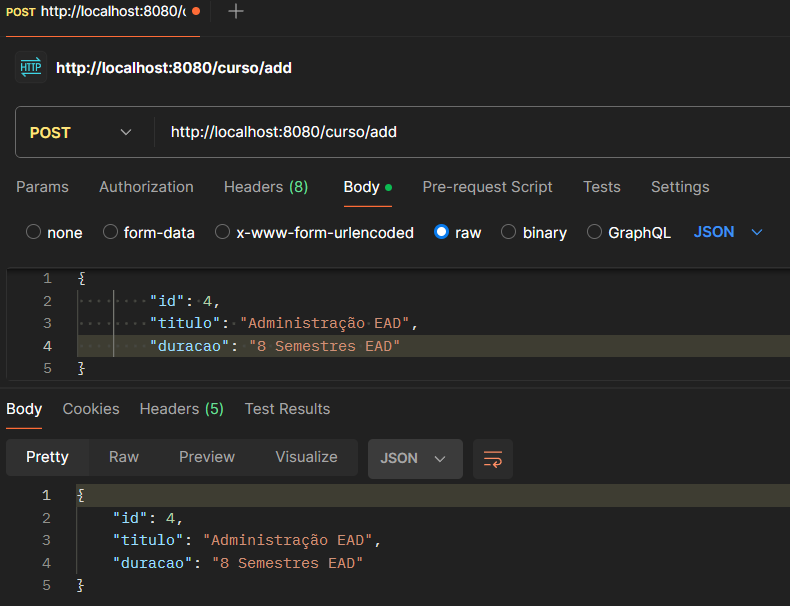 POST http://localhost:8080/c
HTTP http://localhost:8080/curso/add
POST http://localhost:8080/curso/add
Params Authorization Headers (8) Body Pre-request Script Tests Settings
none form-data x-www-form-urlencoded raw binary GraphQL JSON
1 {
2 "id": 4,
3 "titulo": "Administração EAD",
4 "duracao": "8 Semestres EAD"
5 }
Body Cookies Headers (5) Test Results
Pretty Raw Preview Visualize JSON
1 {
2 "id": 4,
3 "titulo": "Administração EAD",
4 "duracao": "8 Semestres EAD"
5 }